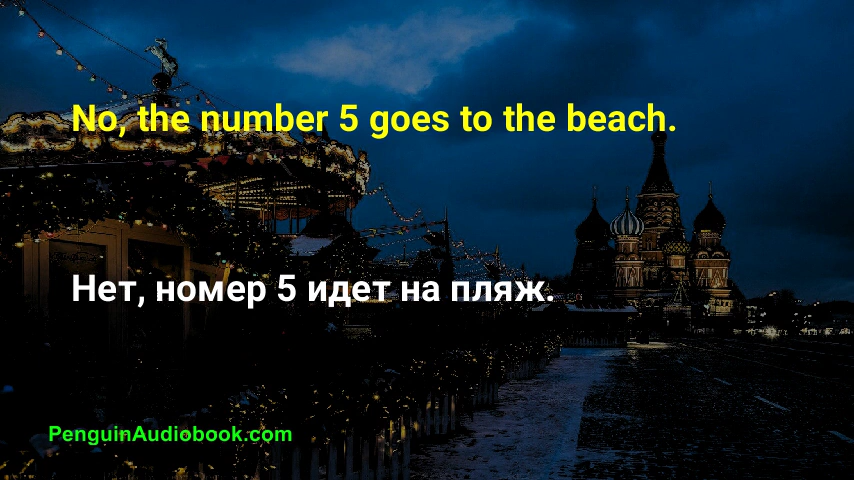 No, the number 5 goes to the beach.
Нет, номер 5 идет на пляж.
PenguinAudiobook.com